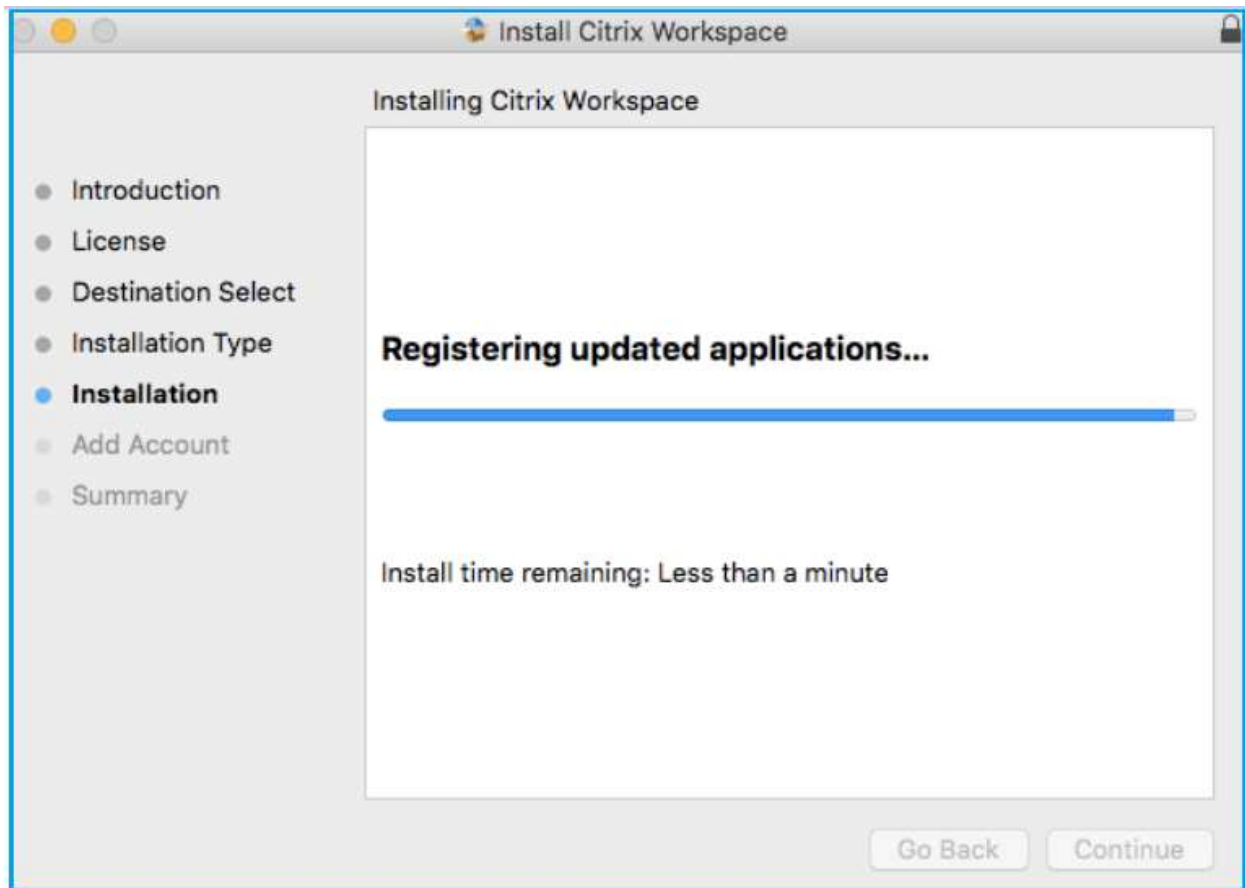 Install Citrix Workspace
Installing Citrix Workspace
Introduction
License
Destination Select
Installation Type
Installation
Add Account
Summary
Registering updated applications...
Install time remaining: Less than a minute
Go Back
Continue